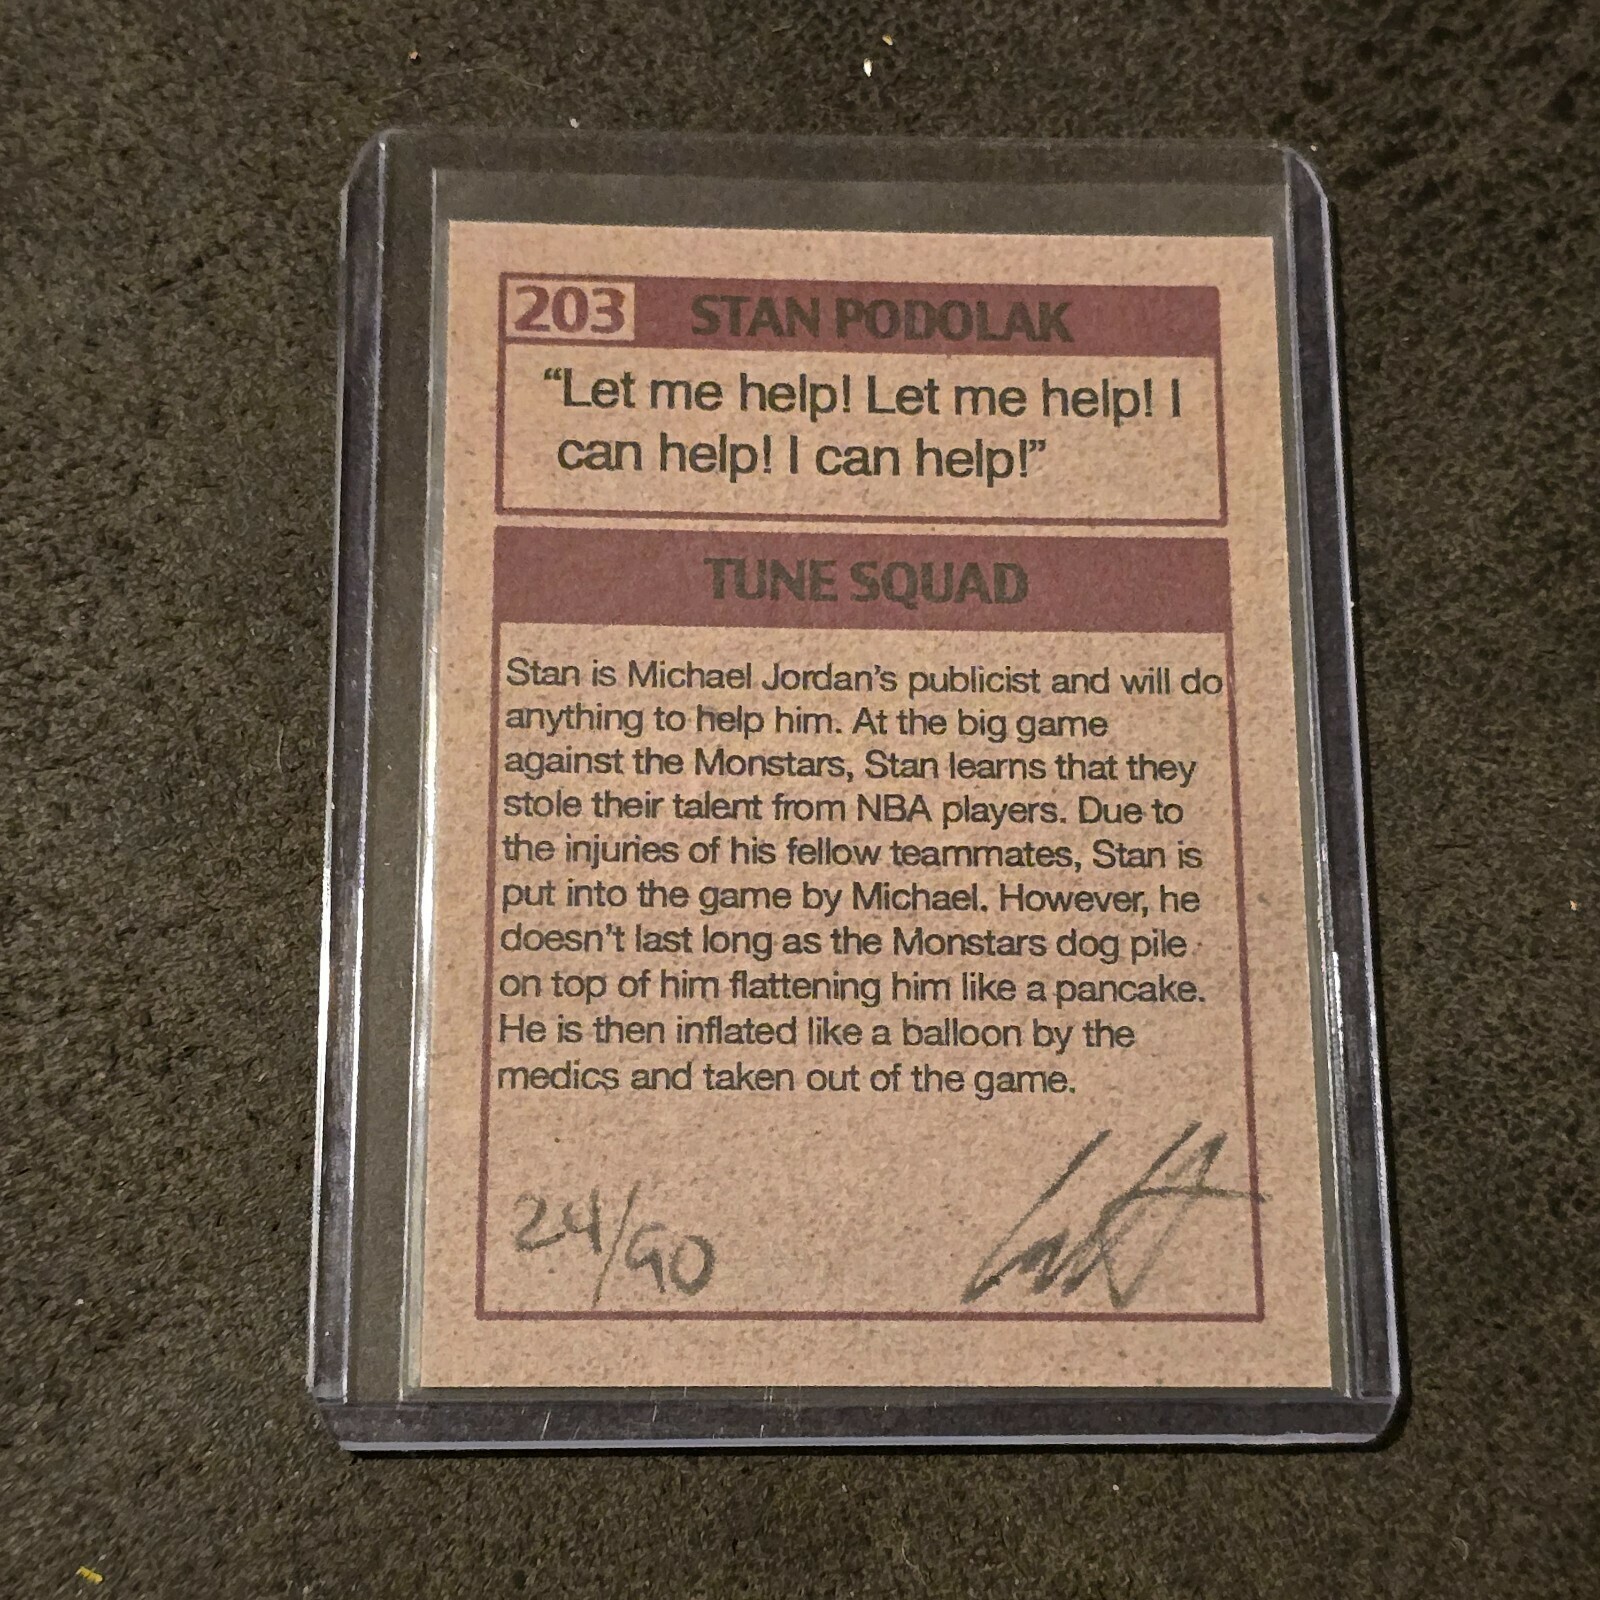 203 STAN PODOLAK
“Let me help! Let me help! I
can help! I can help!”
TUNE SQUAD
Stan is Michael Jordan’s publicist and will do
anything to help him. At the big game
against the Monstars, Stan learns that they
stole their talent from NBA players. Due to
the injuries of his fellow teammates, Stan is
put into the game by Michael. However, he
doesn’t last long as the Monstars dog pile
on top of him flattening him like a pancake.
He is then inflated like a balloon by the
medics and taken out of the game.
24/90